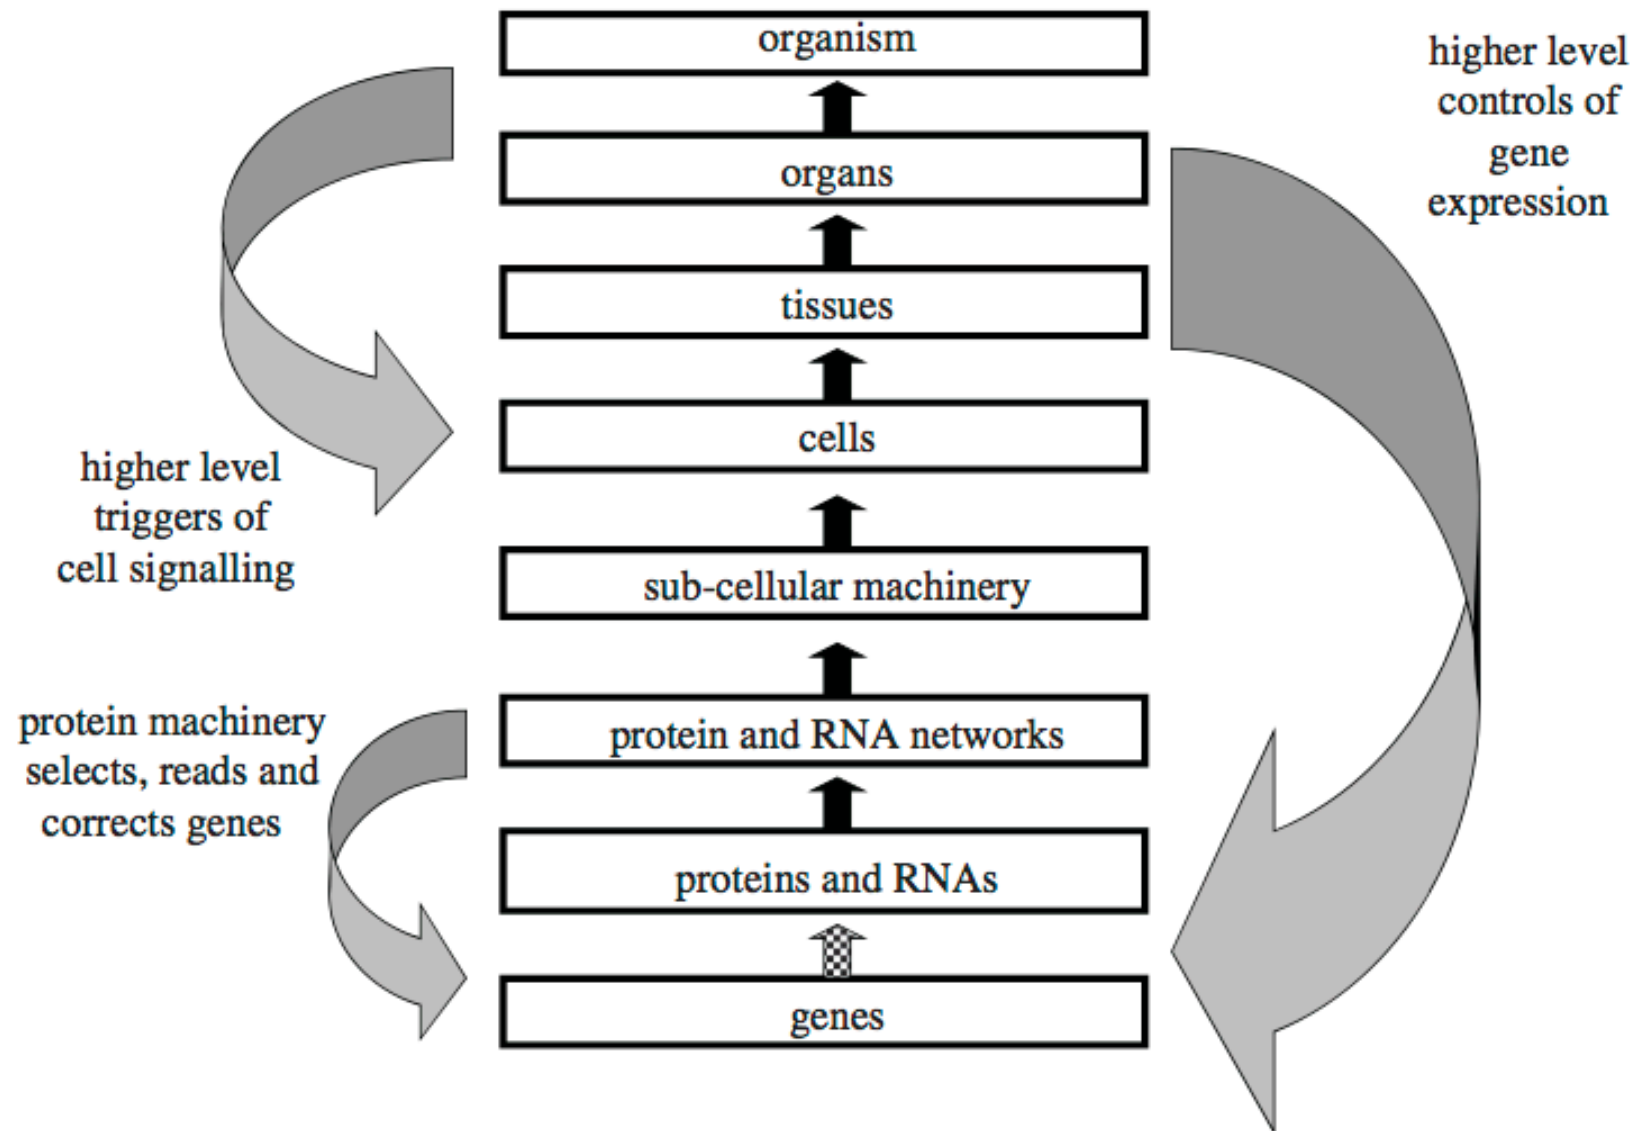 organism
organs
tissues
cells
sub-cellular machinery
protein and RNA networks
proteins and RNAs
genes
higher level
triggers of
cell signalling
protein machinery
selects, reads and
corrects genes
higher level
controls of
gene
expression